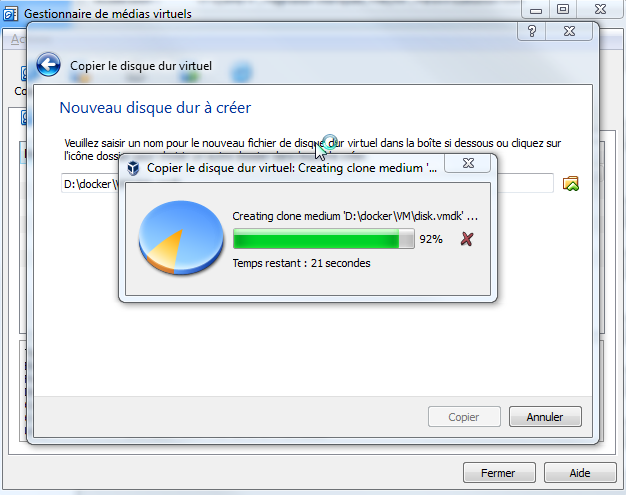 Gestionnaire de médias virtuels
Copier le disque dur virtuel
Nouveau disque dur à créer
Veuillez saisir un nom pour le nouveau fichier de disque dur virtuel dans la boîte si dessous ou cliquez sur
l'icône
D:\docker\
Copier le disque dur virtuel: Creating clone medium '...
Creating clone medium 'D:\docker\VM\disk.vmdk' ...
92%
Temps restant : 21 secondes
Copier
Annuler
Fermer
Aide